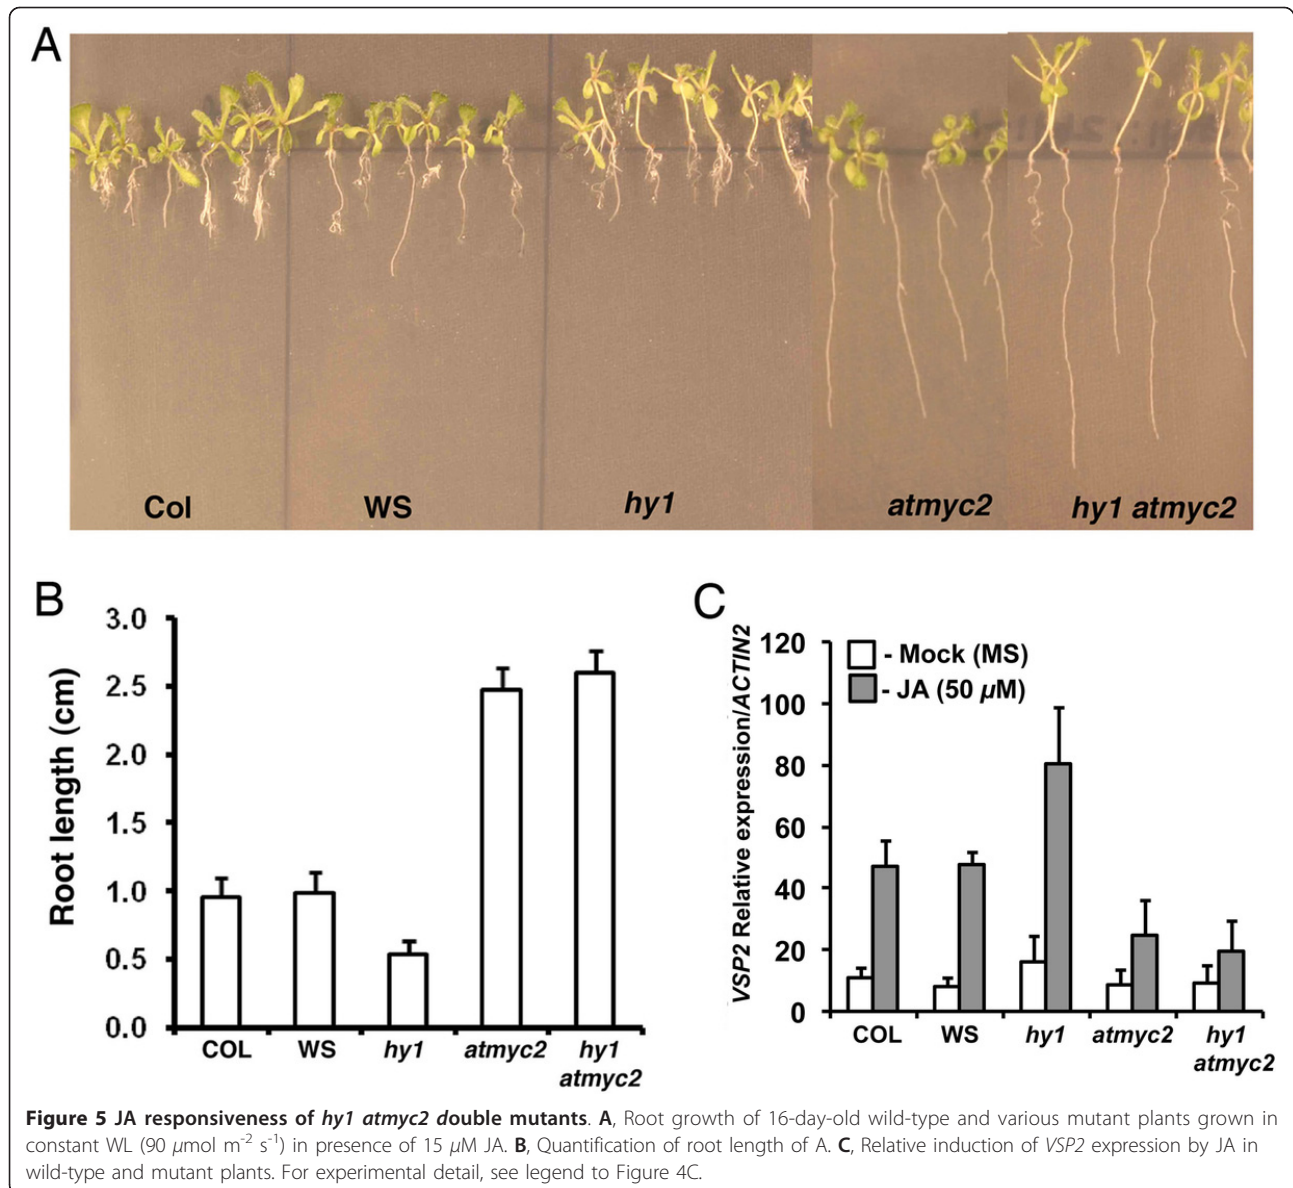 A
Col
WS
hy1
atmyc2
hy1 atmyc2
B
Root length (cm)
3.0
2.5
2.0
1.5
1.0
0.5
0.0
COL
WS
hy1
atmyc2
hy1
atmyc2
C
VSP2 Relative expression/ACTIN2
120
100
80
60
40
20
0
- Mock (MS)
- JA (50 µM)
COL
WS
hy1
atmyc2
hy1
atmyc2
Figure 5 JA responsiveness of hy1 atmyc2 double mutants. A, Root growth of 16-day-old wild-type and various mutant plants grown in
constant WL (90 µmol m⁻² s⁻¹) in presence of 15 µM JA. B, Quantification of root length of A. C, Relative induction of VSP2 expression by JA in
wild-type and mutant plants. For experimental detail, see legend to Figure 4C.